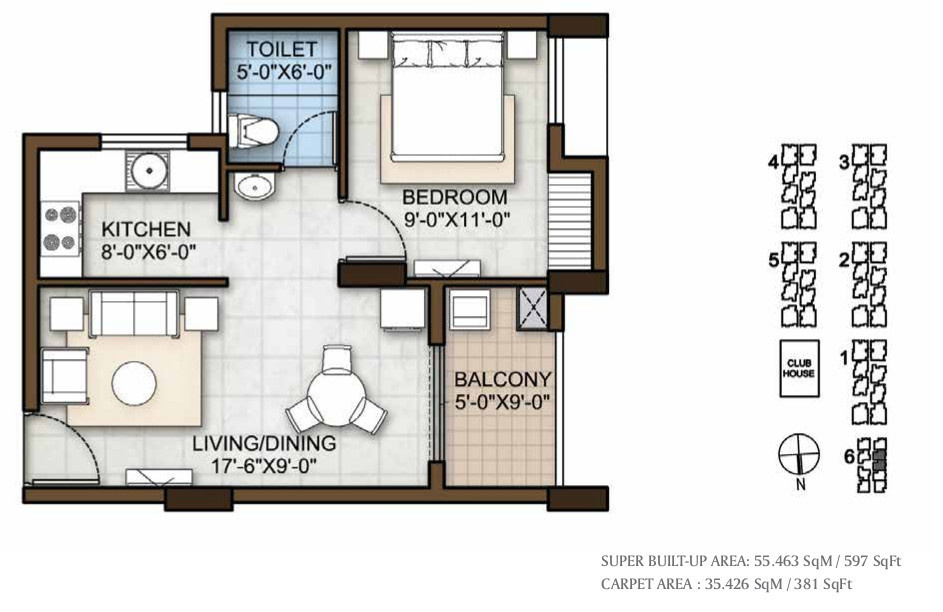 TOILET
5'-0"X6'-0"
BEDROOM
9'-0"X11'-0"
KITCHEN
8'-0"X6'-0"
BALCONY
5'-0"X9'-0"
LIVING/DINING
17'-6"X9'-0"
4
3
5
2
1
CLUB
HOUSE
6
N
SUPER BUILT-UP AREA: 55.463 SqM / 597 SqFt
CARPET AREA : 35.426 SqM / 381 SqFt